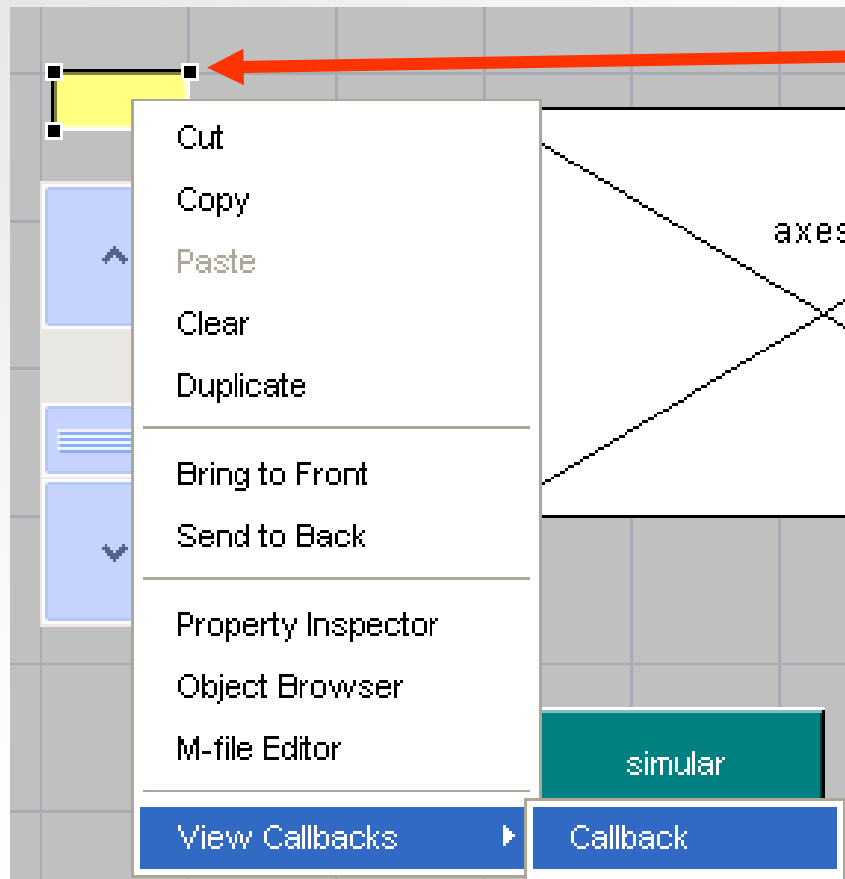 Cut
Copy
Paste
Clear
Duplicate
Bring to Front
Send to Back
Property Inspector
Object Browser
M-file Editor
View Callbacks
Callback
axes
simular